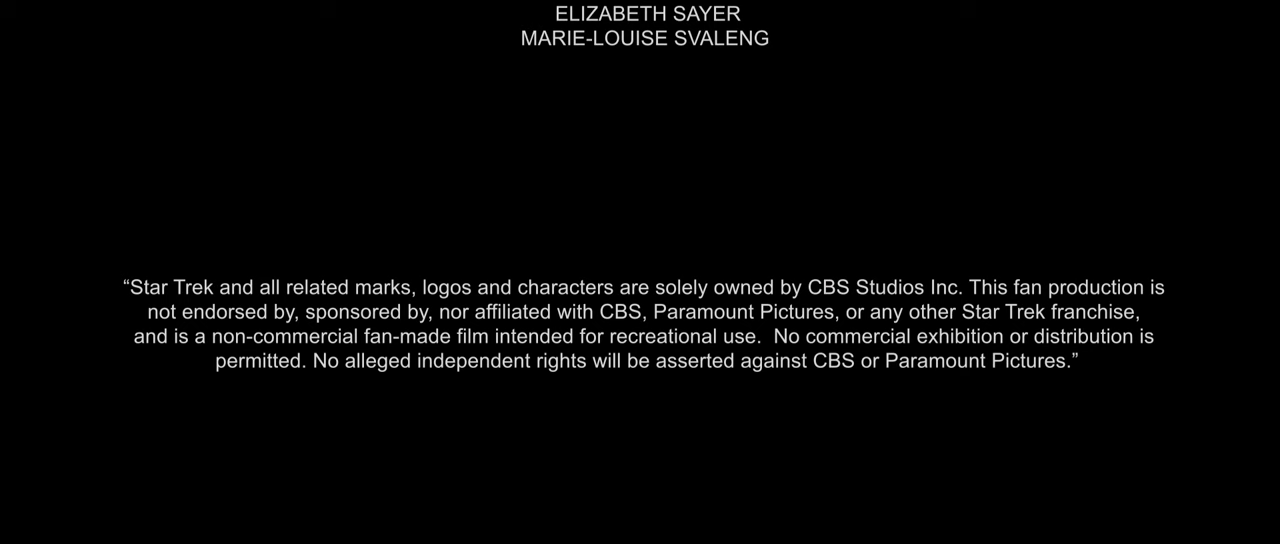 ELIZABETH SAYER
MARIE-LOUISE SVALENG
“Star Trek and all related marks, logos and characters are solely owned by CBS Studios Inc. This fan production is
not endorsed by, sponsored by, nor affiliated with CBS, Paramount Pictures, or any other Star Trek franchise,
and is a non-commercial fan-made film intended for recreational use.  No commercial exhibition or distribution is
permitted. No alleged independent rights will be asserted against CBS or Paramount Pictures.”